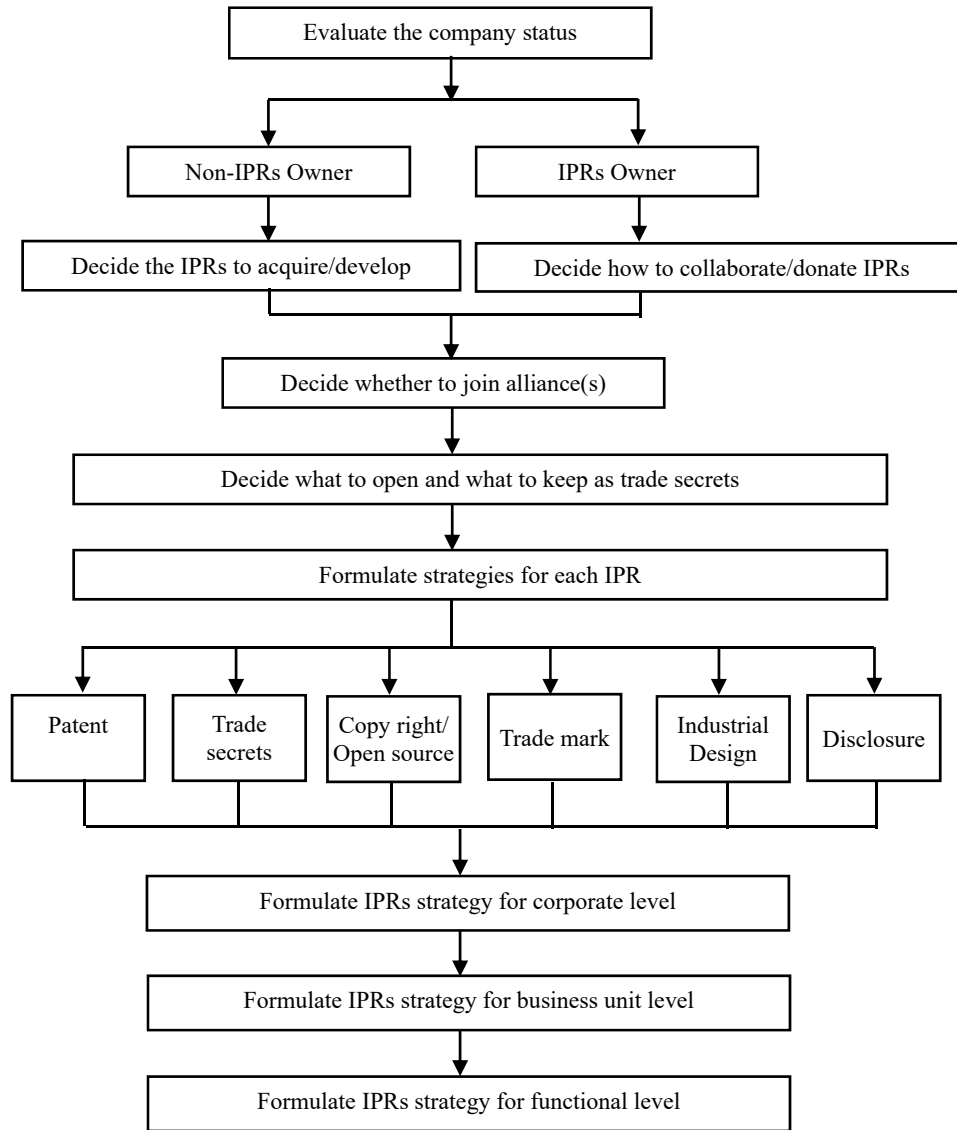 Evaluate the company status
Non-IPRs Owner
IPRs Owner
Decide the IPRs to acquire/develop
Decide how to collaborate/donate IPRs
Decide whether to join alliance(s)
Decide what to open and what to keep as trade secrets
Formulate strategies for each IPR
Patent
Trade
secrets
Copy right/
Open source
Trade mark
Industrial
Design
Disclosure
Formulate IPRs strategy for corporate level
Formulate IPRs strategy for business unit level
Formulate IPRs strategy for functional level